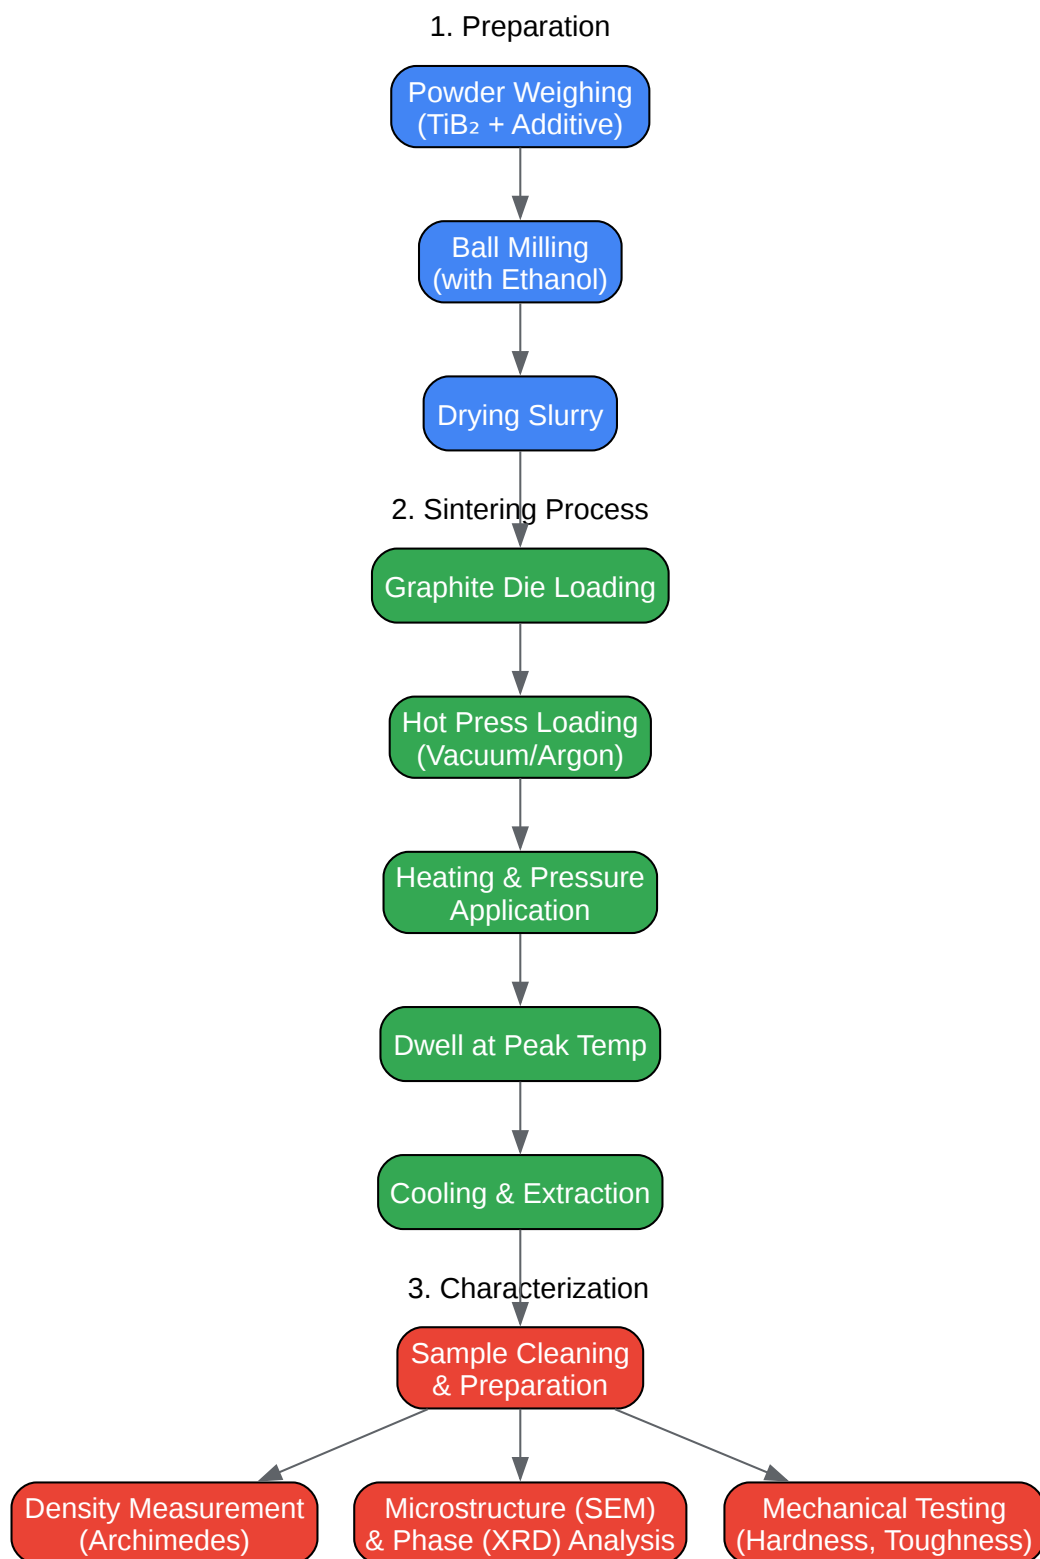 1. Preparation
Powder Weighing
(TiB₂ + Additive)
Ball Milling
(with Ethanol)
Drying Slurry
2. Sintering Process
Graphite Die Loading
Hot Press Loading
(Vacuum/Argon)
Heating & Pressure
Application
Dwell at Peak Temp
Cooling & Extraction
3. Characterization
Sample Cleaning
& Preparation
Density Measurement
(Archimedes)
Microstructure (SEM)
& Phase (XRD) Analysis
Mechanical Testing
(Hardness, Toughness)